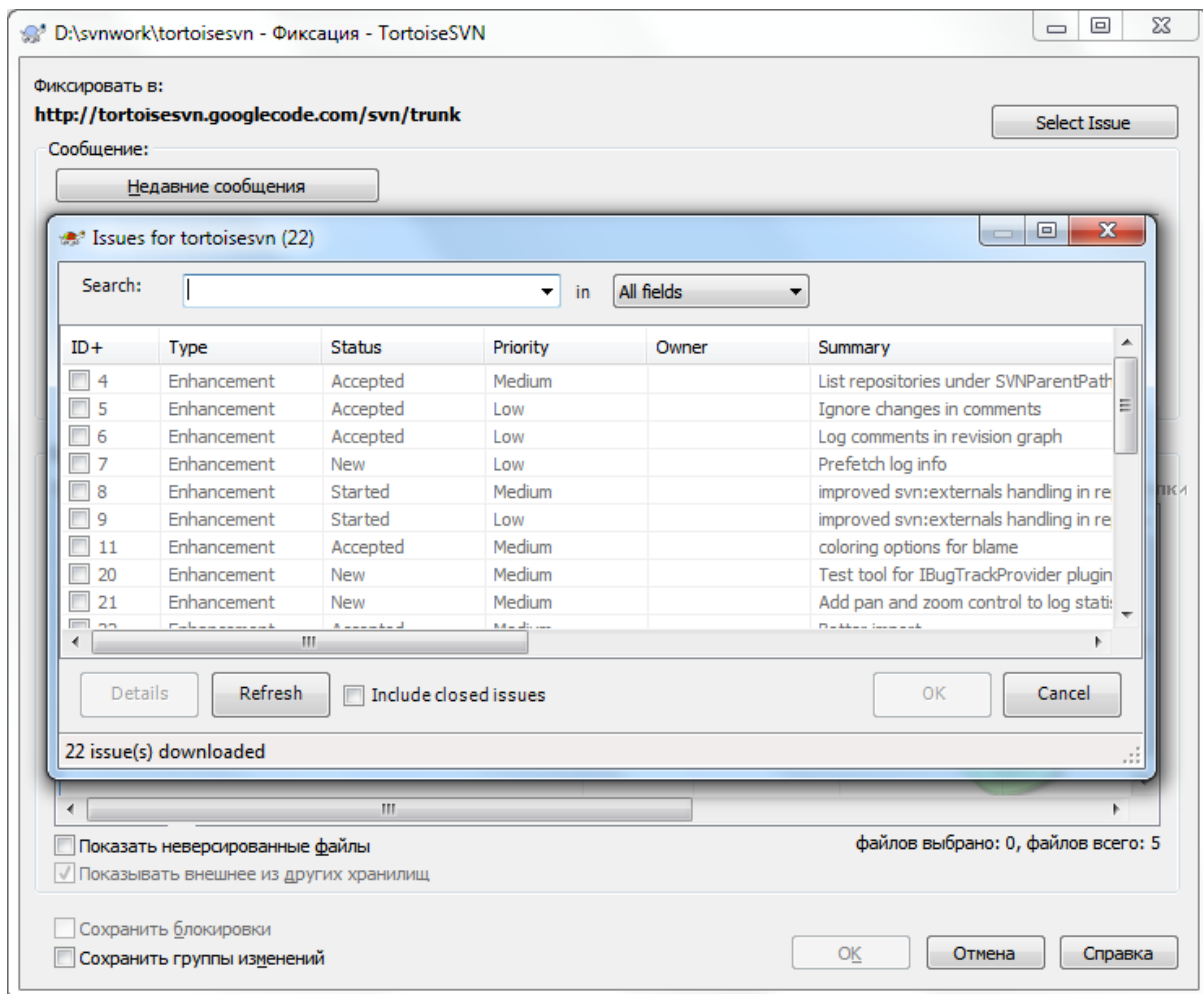 D:\svnwork\tortoisesvn - Фиксация - TortoiseSVN
Фиксировать в:
http://tortoisesvn.googlecode.com/svn/trunk
Select Issue
Сообщение:
Недавние сообщения
Issues for tortoisesvn (22)
Search: in All fields
ID+ Type Status Priority Owner Summary
4 Enhancement Accepted Medium List repositories under SVNParentPath
5 Enhancement Accepted Low Ignore changes in comments
6 Enhancement Accepted Low Log comments in revision graph
7 Enhancement New Low Prefetch log info
8 Enhancement Started Medium improved svn:externals handling in re
9 Enhancement Started Low improved svn:externals handling in re
11 Enhancement Accepted Medium coloring options for blame
20 Enhancement New Medium Test tool for IBugTrackProvider plugin
21 Enhancement New Medium Add pan and zoom control to log statis
Details Refresh Include closed issues OK Cancel
22 issue(s) downloaded
Показать неверсированные файлы файлов выбрано: 0, файлов всего: 5
Показывать внешнее из других хранилищ
Сохранить блокировки
Сохранить группы изменений
OK Отмена Справка